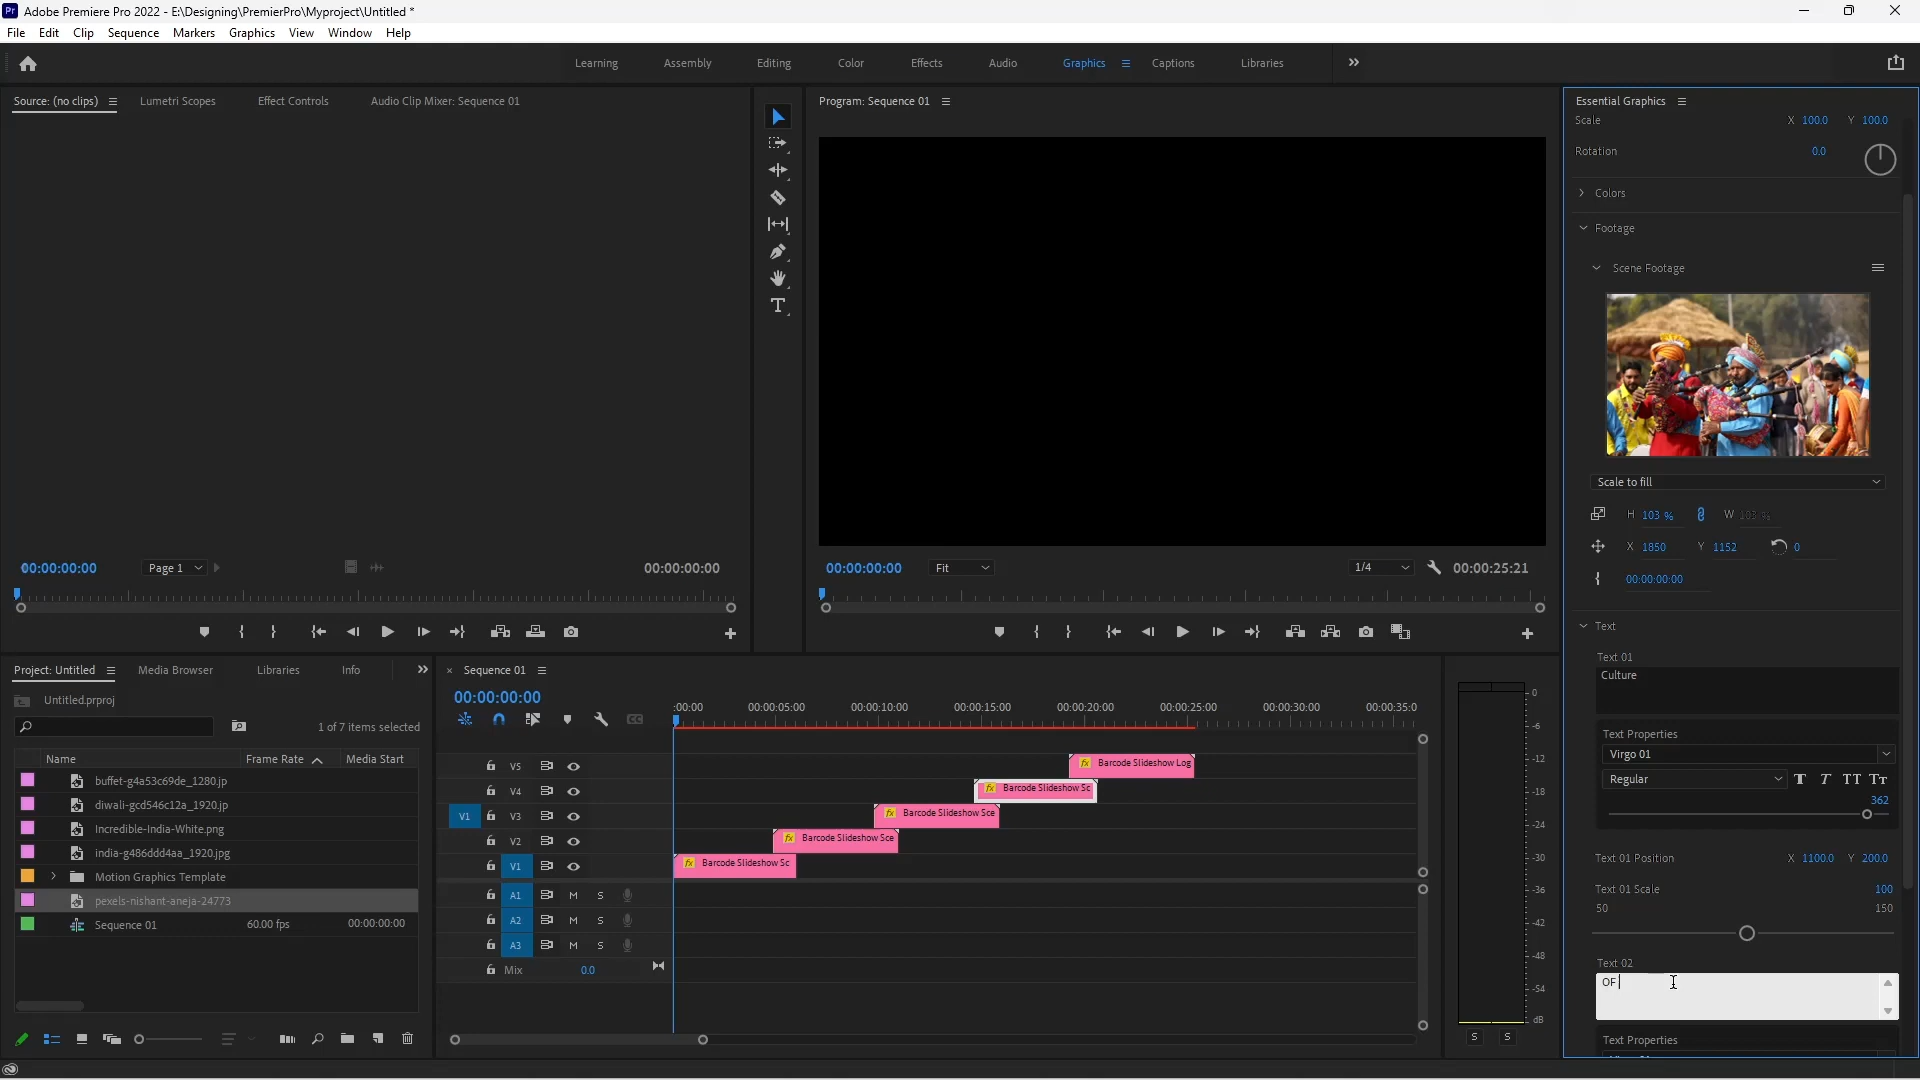 Adobe Premiere Pro 2022 - E:\Designing\PremierPro\Myproject\Untitled *
File Edit Clip Sequence Markers Graphics View Window Help
Learning Assembly Editing Color Effects Audio Graphics Captions Libraries
Source: (no clips) Lumetri Scopes Effect Controls Audio Clip Mixer: Sequence 01
Program: Sequence 01
Essential Graphics
Scale X 100.0 Y 100.0
Rotation 0.0
Colors
Footage
Scene Footage
Scale to fill
H 103 % W 103 %
X 1850 Y 1152 0
00:00:00:00
00:00:00:00 Page 1 00:00:00:00
00:00:00:00 Fit 1/4 00:00:25:21
Text
Text 01
Culture
Text Properties
Virgo 01
Regular
362
Text 01 Position X 1100.0 Y 200.0
Text 01 Scale 100
50 150
Text 02
OF
Text Properties
Project: Untitled Media Browser Libraries Info
Untitled.prproj
1 of 7 items selected
Name Frame Rate Media Start
buffet-g4a53c69de_1280.jp
diwali-gcd546c12a_1920.jp
Incredible-India-White.png
india-g486ddd4aa_1920.jpg
Motion Graphics Template
pexels-nishant-aneja-24773
Sequence 01 60.00 fps 00:00:00:00
Sequence 01
00:00:00:00
:00:00 00:00:05:00 00:00:10:00 00:00:15:00 00:00:20:00 00:00:25:00 00:00:30:00 00:00:35:0
V5 Barcode Slideshow Log
V4 Barcode Slideshow Sc
V1 V3 Barcode Slideshow Sce
V2 Barcode Slideshow Sce
V1 Barcode Slideshow Sc
A1 M S
A2 M S
A3 M S
Mix 0.0
0
-6
-12
-18
-24
-30
-36
-42
-48
-54
dB
S S